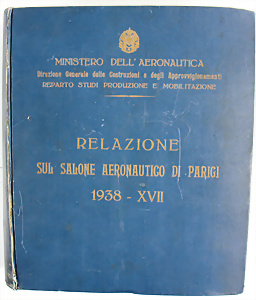 MINISTERO DELL'AERONAUTICA
Direzione Generale delle Costruzioni e degli Approvvigionamenti
REPARTO STUDI PRODUZIONE E MOBILITAZIONE
RELAZIONE
SUL SALONE AERONAUTICO DI PARIGI
1938 - XVII